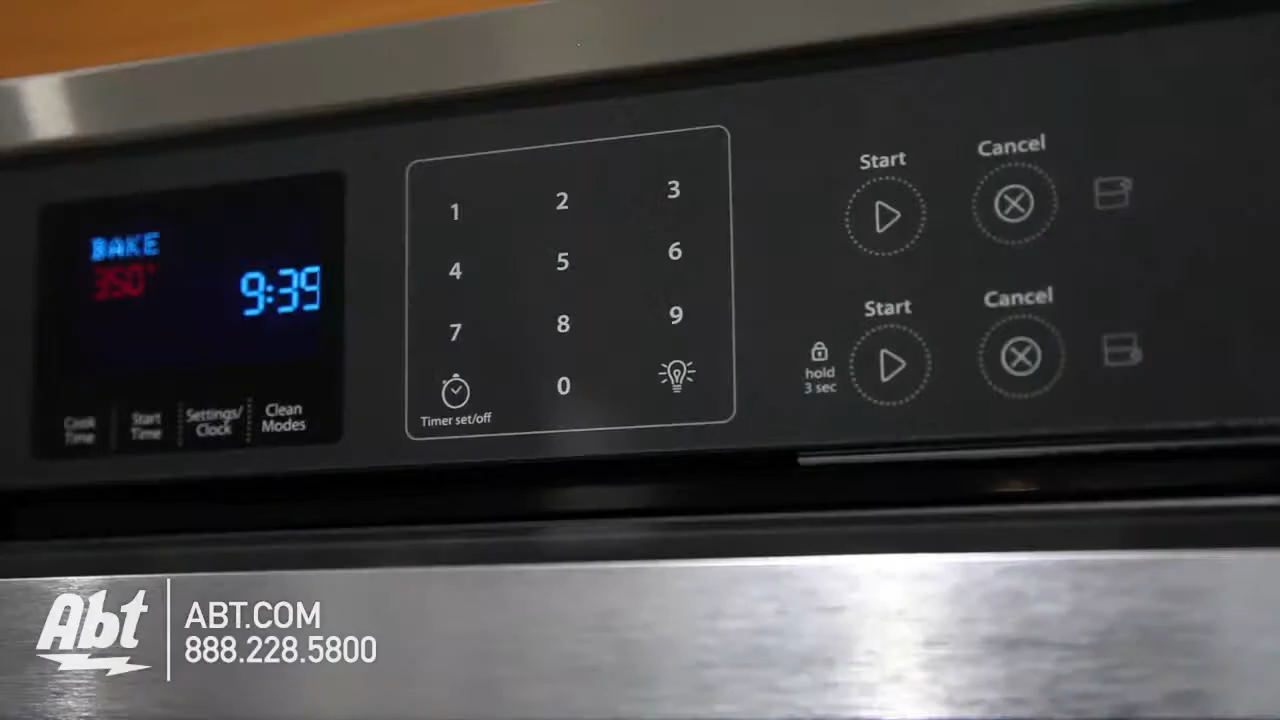 BAKE
350°
9:39
Cook Time
Start Time
Settings/ Clock
Clean Modes
1 2 3
4 5 6
7 8 9
0
Timer set/off
Start Cancel
Start Cancel
hold
3 sec
Abt
ABT.COM
888.228.5800